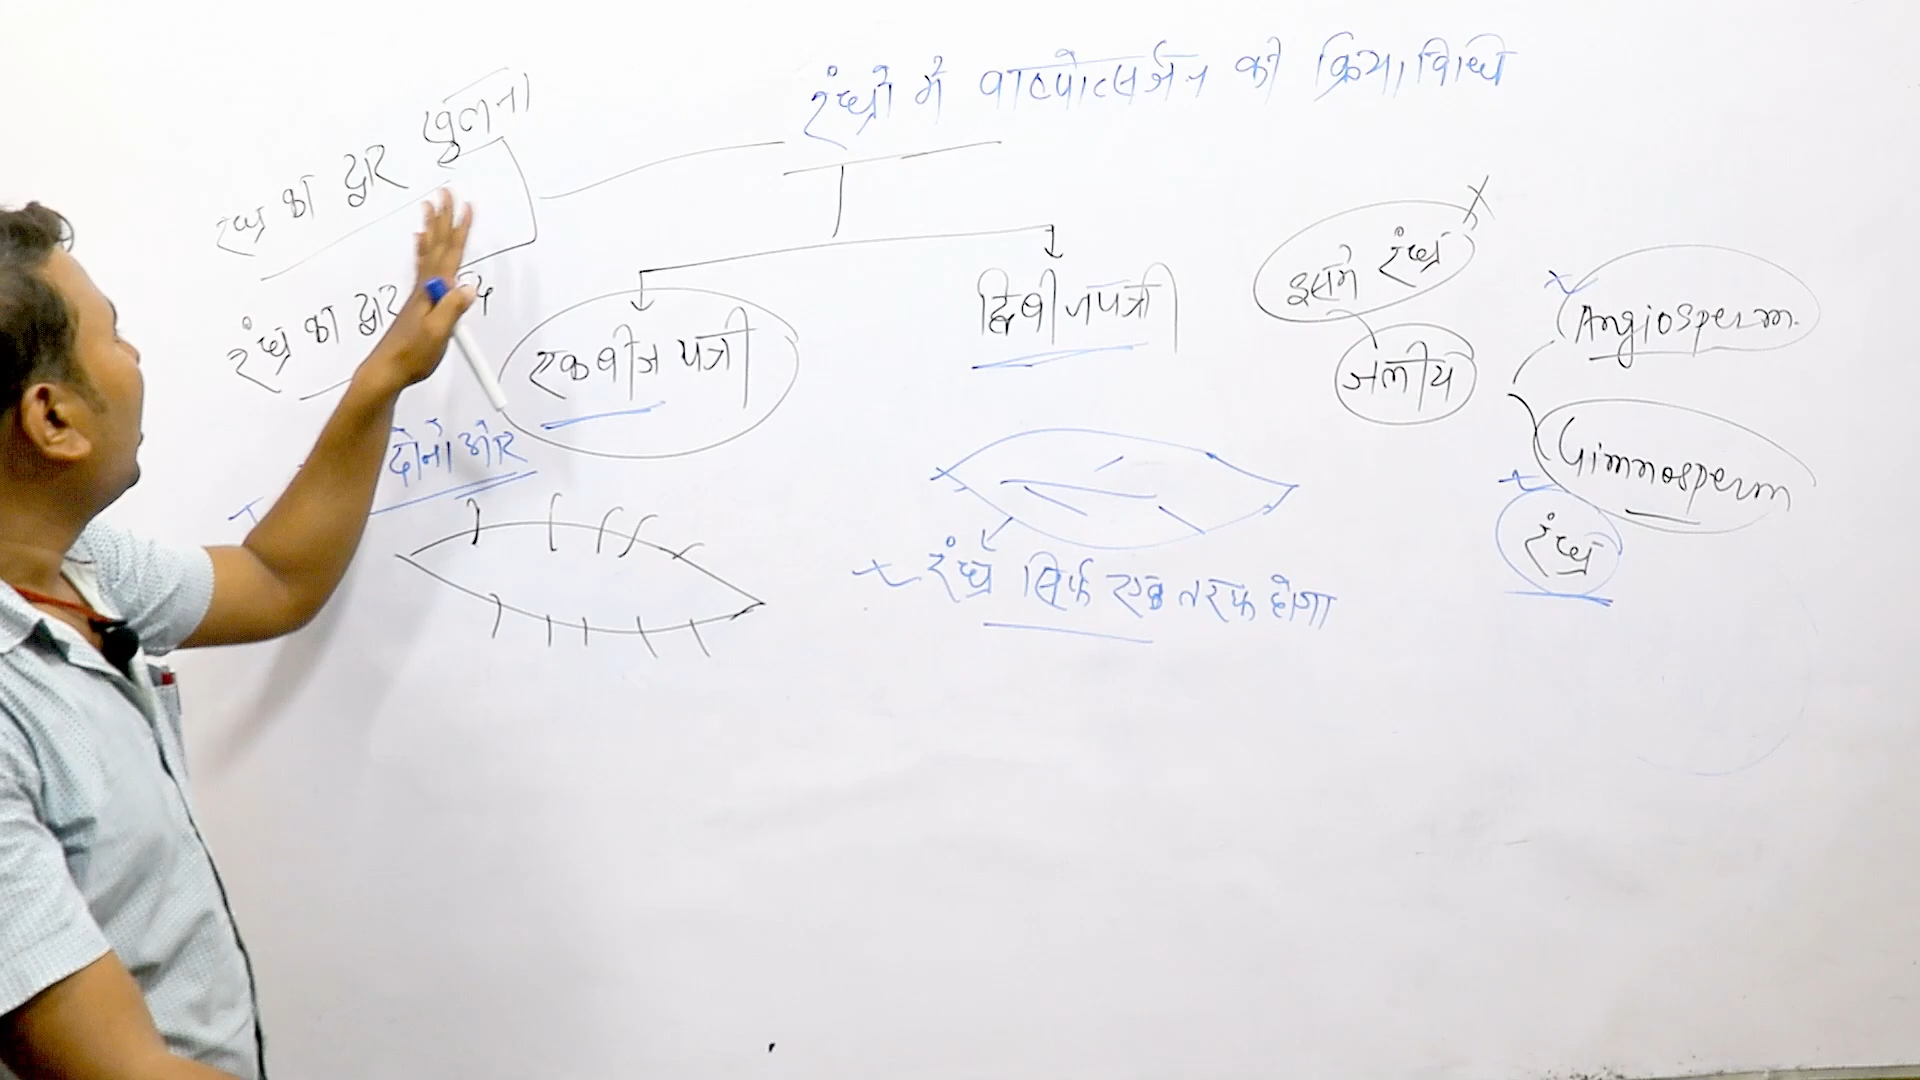 रंध्रों में वाष्पोत्सर्जन की क्रियाविधि
रंध्र का द्वार खुलना
रंध्र का द्वार
एकबीज पत्री
द्विबीजपत्री
इसमे रंध्र
जलीय
Angiosperm.
Gimnosperm
रंध्र
दोनों ओर
रंध्र सिर्फ एक तरफ होगा